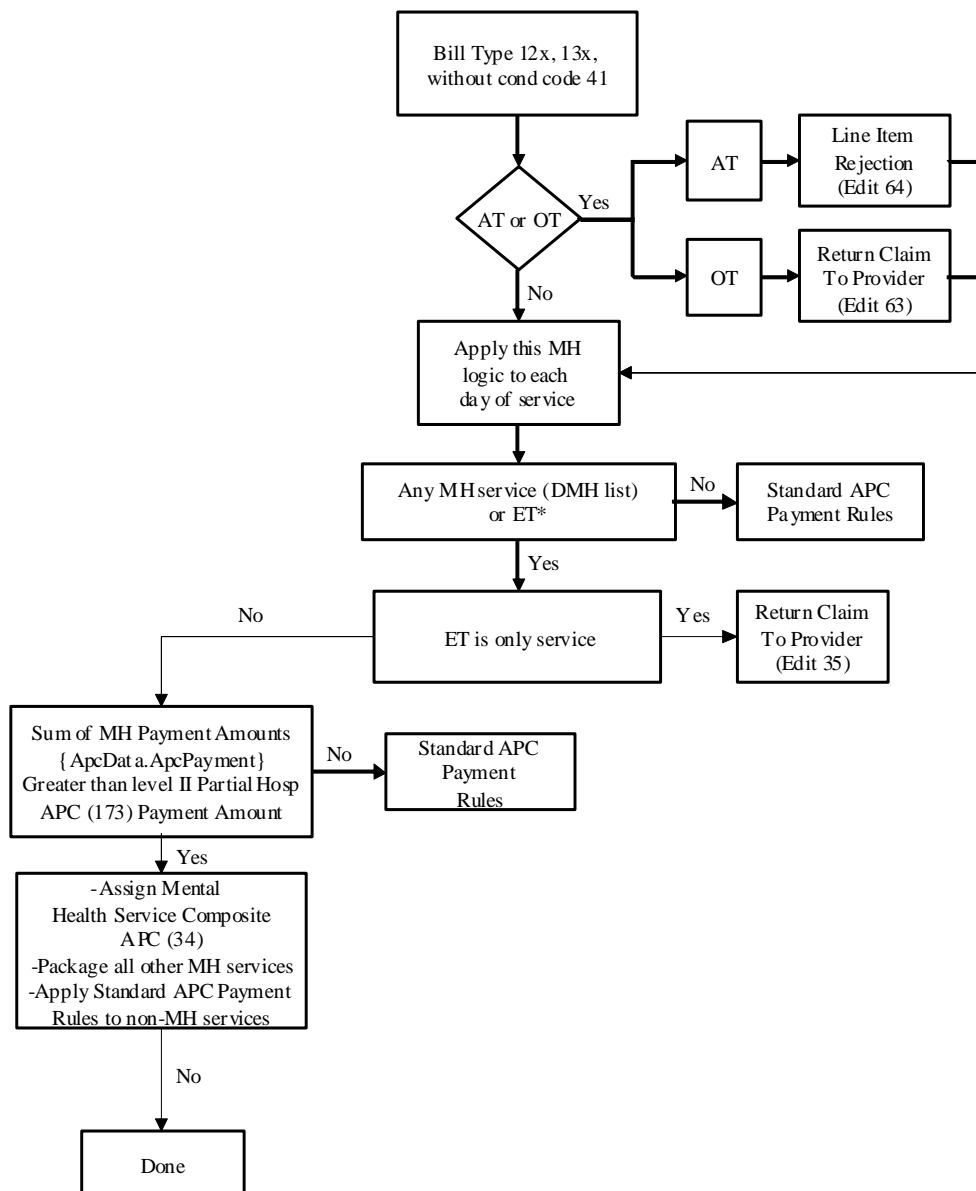 Bill Type 12x, 13x,
without cond code 41
AT
Line Item
Rejection
(Edit 64)
AT or OT
Yes
OT
Return Claim
To Provider
(Edit 63)
No
Apply this MH
logic to each
day of service
Any MH service (DMH list)
or ET*
No
Standard APC
Payment Rules
Yes
No
ET is only service
Yes
Return Claim
To Provider
(Edit 35)
Sum of MH Payment Amounts
{ApcData.ApcPayment}
Greater than level II Partial Hosp
APC (173) Payment Amount
No
Standard APC
Payment
Rules
Yes
-Assign Mental
Health Service Composite
APC (34)
-Package all other MH services
-Apply Standard APC Payment
Rules to non-MH services
No
Done